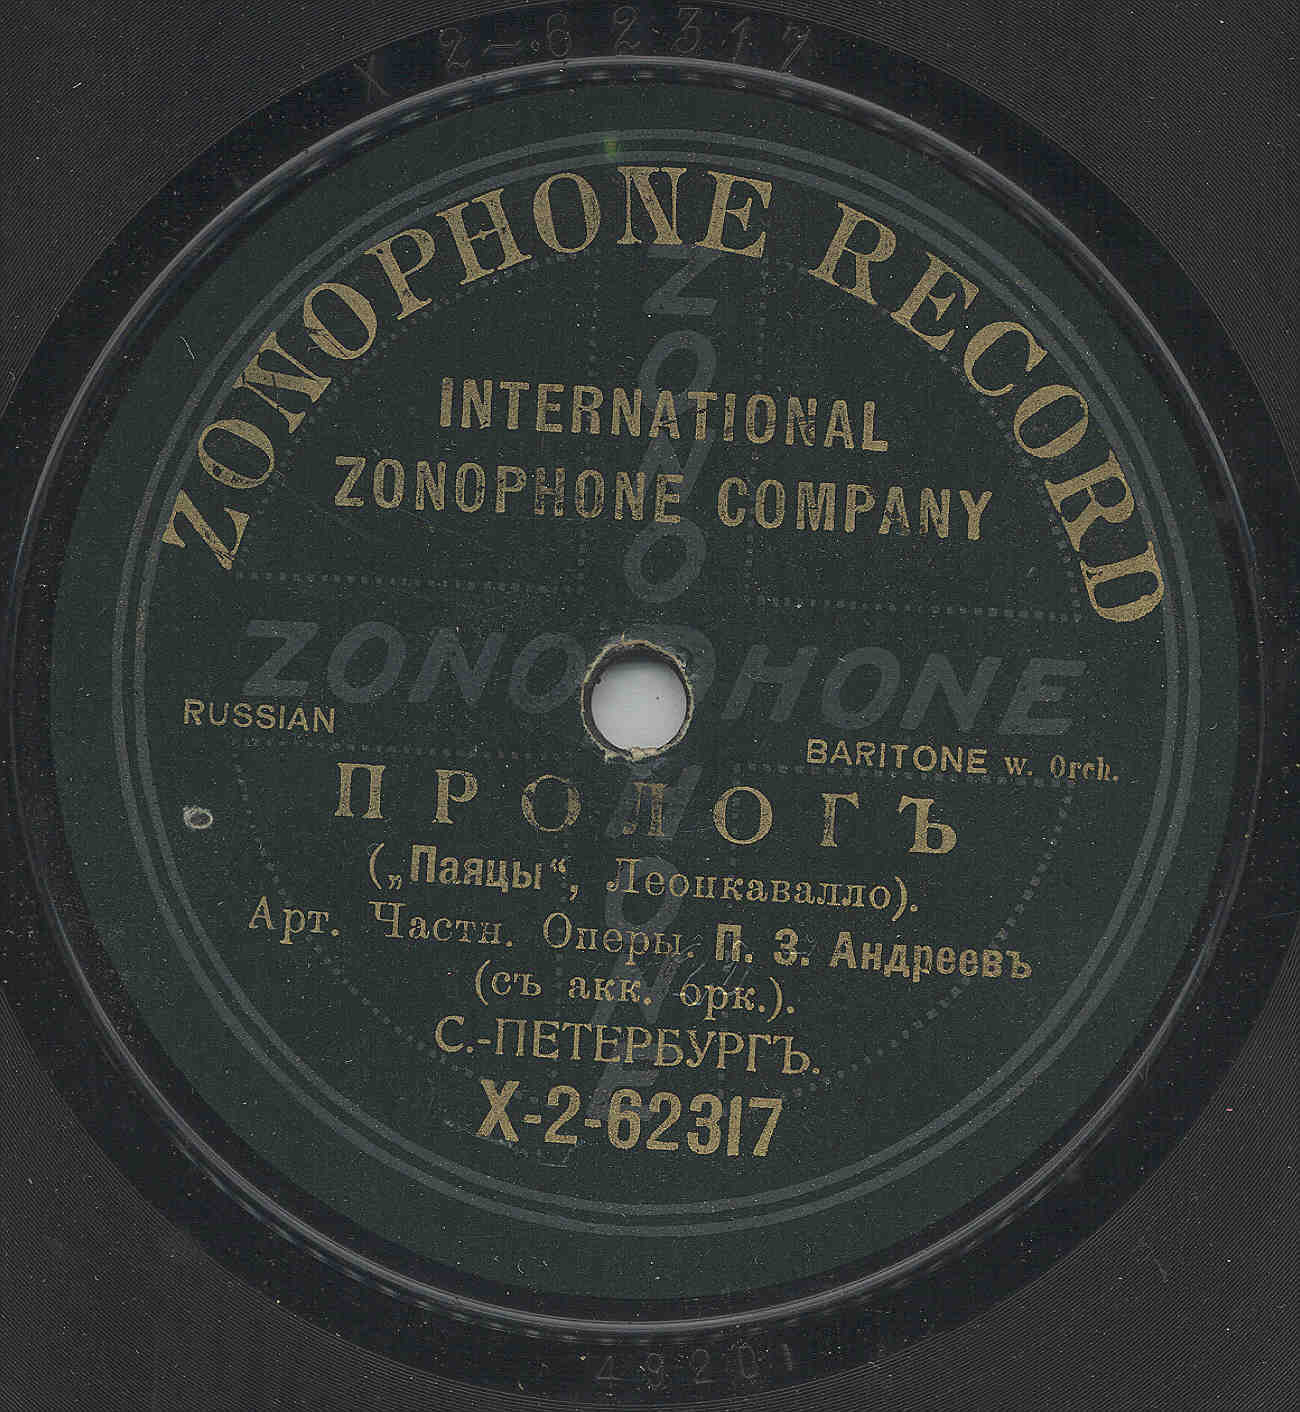 X 2-62317
ZONOPHONE RECORD
INTERNATIONAL
ZONOPHONE COMPANY
ZONOPHONE
ZONOPHONE
RUSSIAN
BARITONE w. Orch.
ПРОЛОГЪ
(„Паяцы“, Леонкавалло).
Арт. Частн. Оперы. П. З. Андреевъ
(съ акк. орк.).
С.-ПЕТЕРБУРГЪ.
X-2-62317